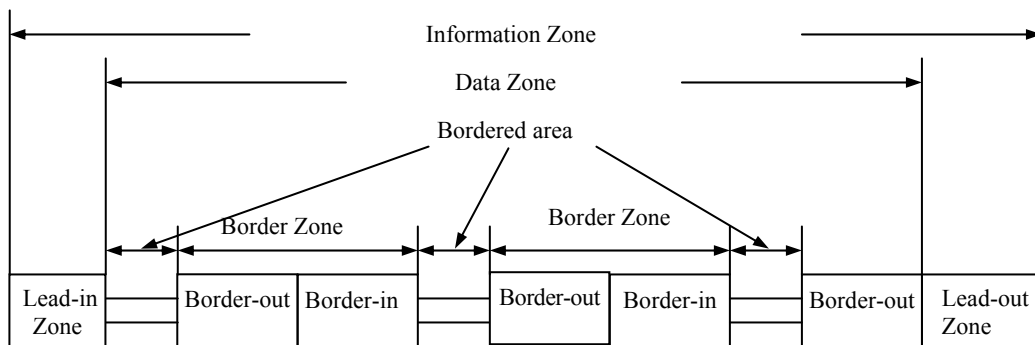 Information Zone
Data Zone
Bordered area
Border Zone
Border Zone
Lead-in
Zone
Border-out
Border-in
Border-out
Border-in
Border-out
Lead-out
Zone